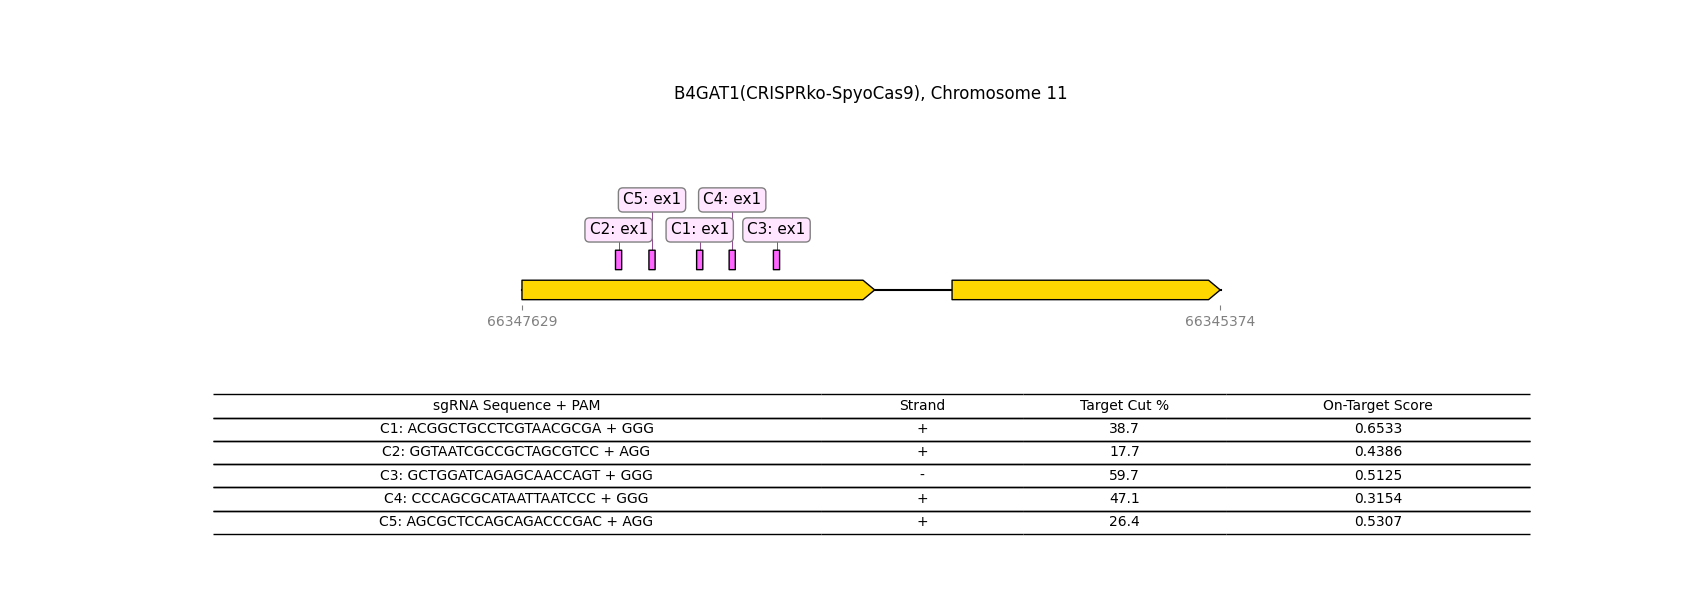 B4GAT1(CRISPRko-SpyoCas9), Chromosome 11
C5: ex1 C4: ex1
C2: ex1 C1: ex1 C3: ex1
66347629 66345374
sgRNA Sequence + PAM Strand Target Cut % On-Target Score
C1: ACGGCTGCCTCGTAACGCGA + GGG + 38.7 0.6533
C2: GGTAATCGCCGCTAGCGTCC + AGG + 17.7 0.4386
C3: GCTGGATCAGAGCAACCAGT + GGG - 59.7 0.5125
C4: CCCAGCGCATAATTAATCCC + GGG + 47.1 0.3154
C5: AGCGCTCCAGCAGACCCGAC + AGG + 26.4 0.5307